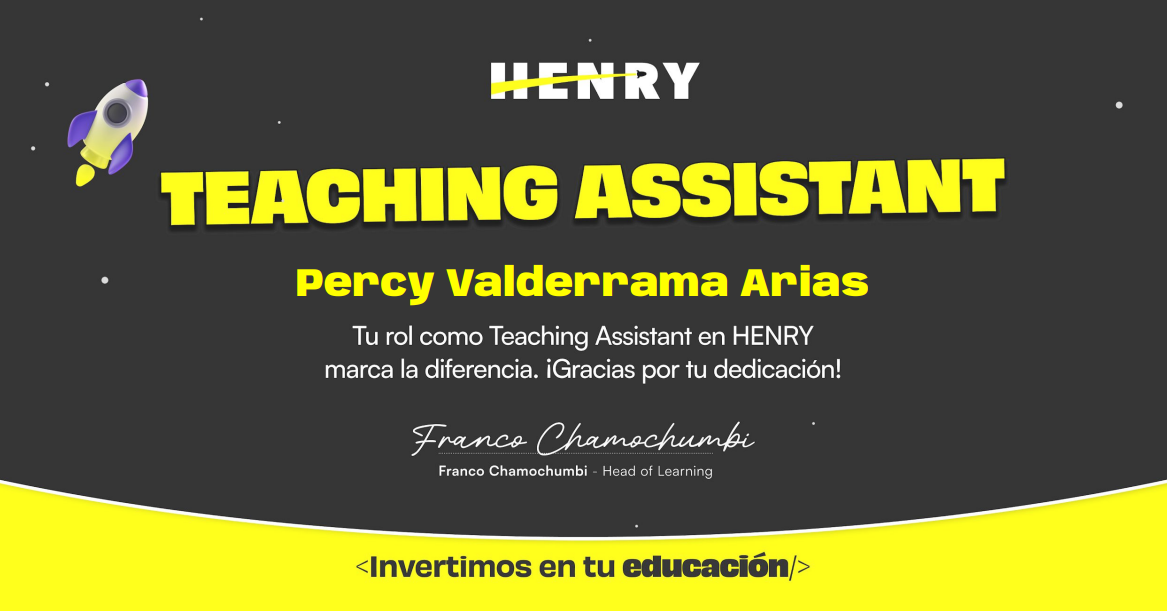 HENRY
TEACHING ASSISTANT
Percy Valderrama Arias
Tu rol como Teaching Assistant en HENRY
marca la diferencia. ¡Gracias por tu dedicación!
Franco Chamochumbi
Franco Chamochumbi - Head of Learning
<Invertimos en tu educación/>